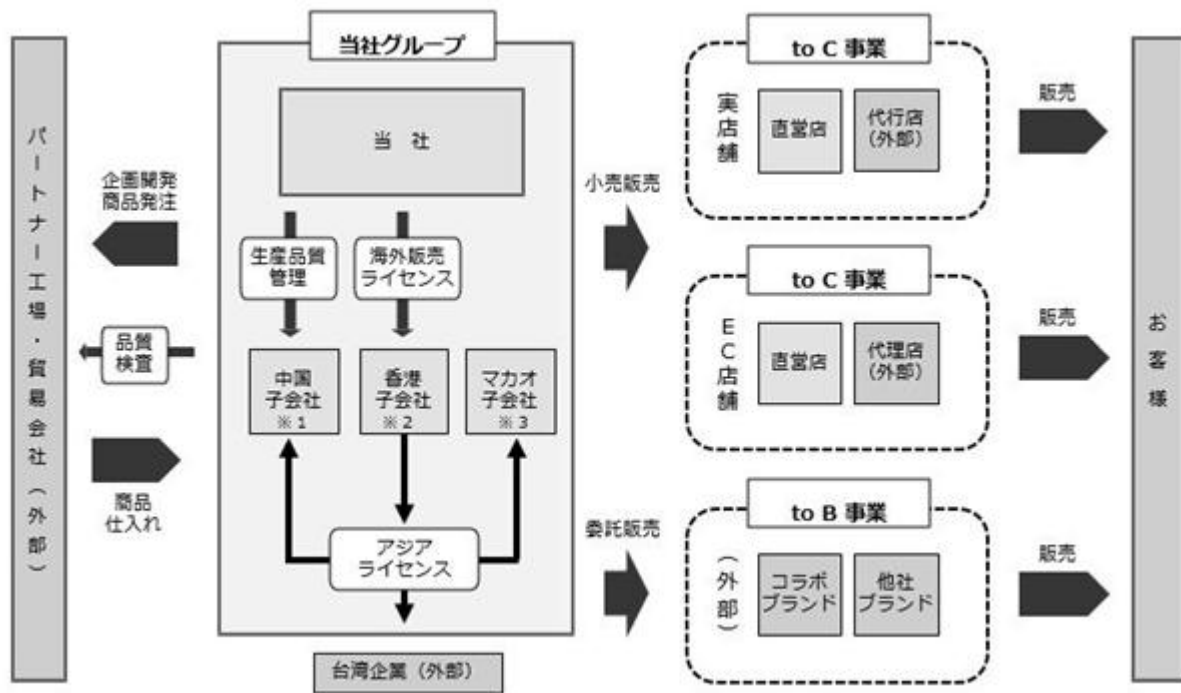 パートナー工場・貿易会社(外部)
企画開発
商品発注
品質
検査
商品
仕入れ
当社グループ
当 社
生産品質
管理
海外販売
ライセンス
中国
子会社
※1
香港
子会社
※2
マカオ
子会社
※3
アジア
ライセンス
台湾企業(外部)
小売販売
委託販売
to C 事業
実店舗
直営店
代行店
(外部)
販売
to C 事業
EC店舗
直営店
代理店
(外部)
販売
to B 事業
(外部)
コラボ
ブランド
他社
ブランド
販売
お客様